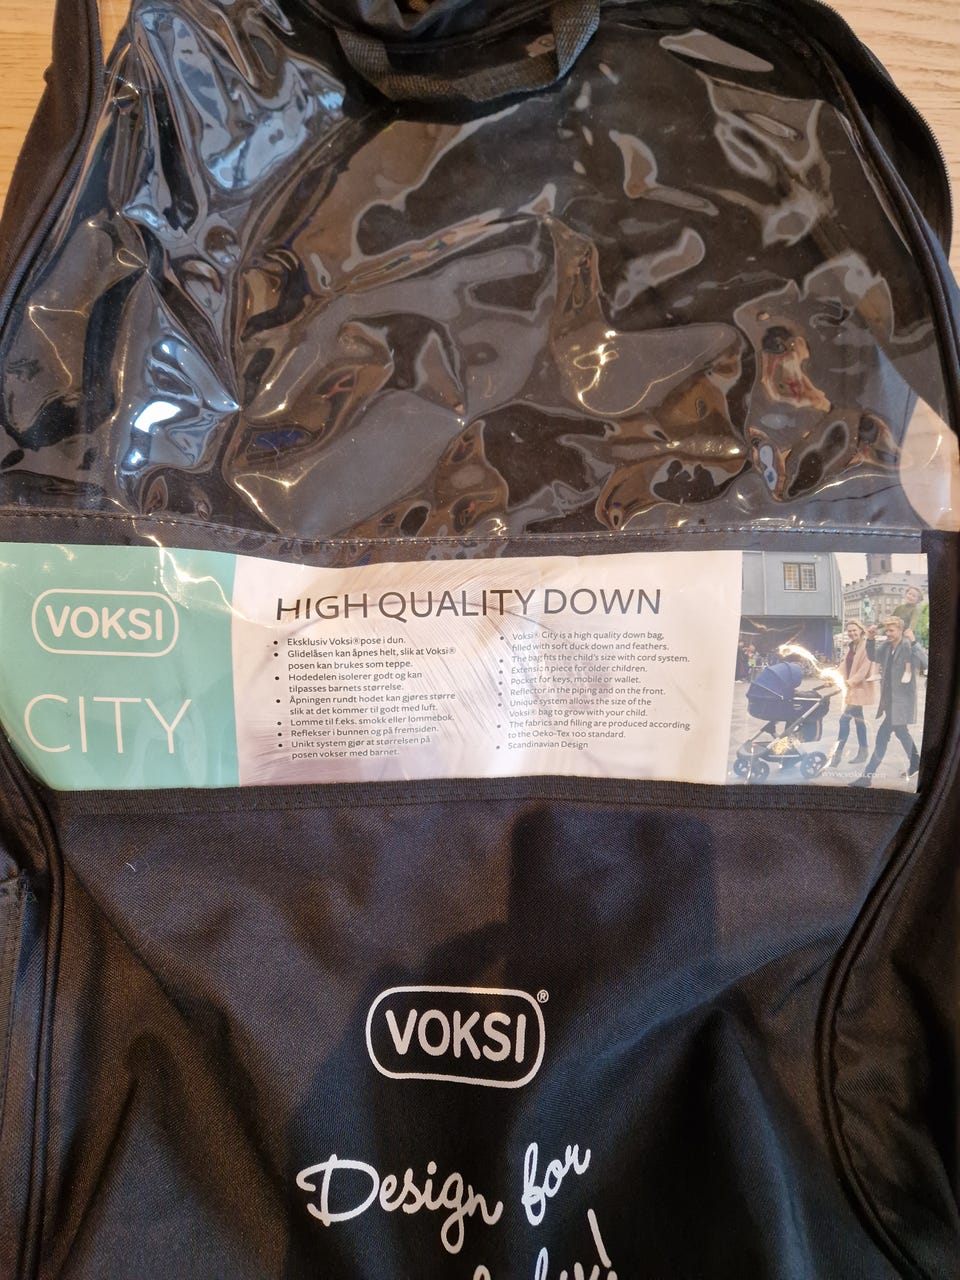 VOKSI
CITY
HIGH QUALITY DOWN
• Eksklusiv Voksi® pose i dun.
• Glidelåsen kan åpnes helt, slik at Voksi®
posen kan brukes som teppe.
• Hodedelen isolerer godt og kan
tilpasses barnets størrelse.
• Åpningen rundt hodet kan gjøres større
slik at det kommer til godt med luft.
• Lomme til f.eks. smokk eller lommebok.
• Reflekser i bunnen og på fremsiden.
• Unikt system gjør at størrelsen på
posen vokser med barnet.
• Voksi® City is a high quality down bag,
filled with soft duck down and feathers.
• The bag fits the child's size with cord system.
• Extension piece for older children.
• Pocket for keys, mobile or wallet.
• Reflector in the piping and on the front.
• Unique system allows the size of the
Voksi® bag to grow with your child.
• The fabrics and filling are produced according
to the Oeko-Tex 100 standard.
• Scandinavian Design
www.voksi.com
VOKSI®
Design for